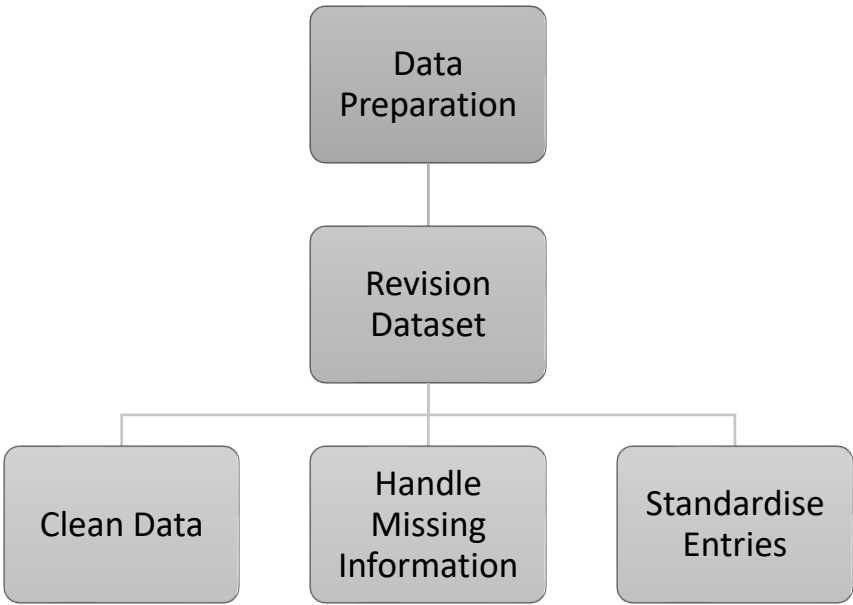 Data
Preparation
Revision
Dataset
Clean Data
Handle
Missing
Information
Standardise
Entries